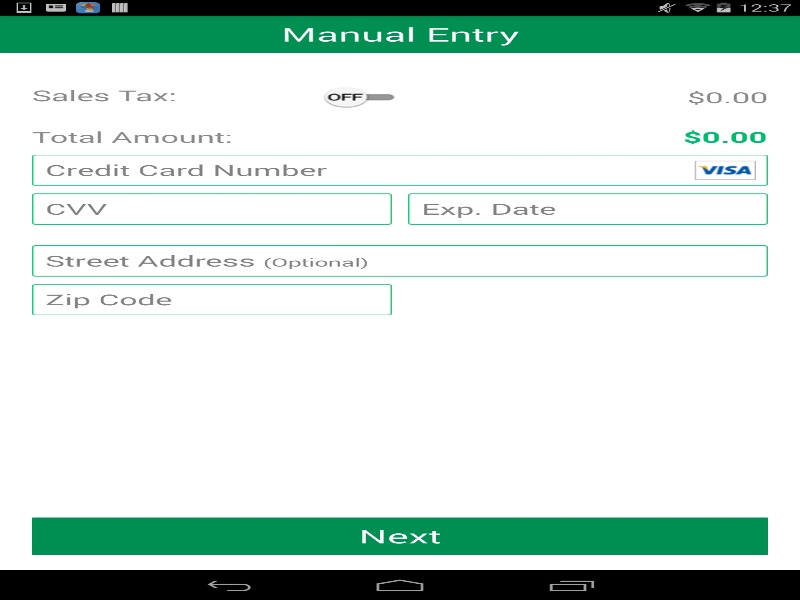 12:37
Manual Entry
Sales Tax: OFF $0.00
Total Amount: $0.00
Credit Card Number VISA
CVV Exp. Date
Street Address (Optional)
Zip Code
Next